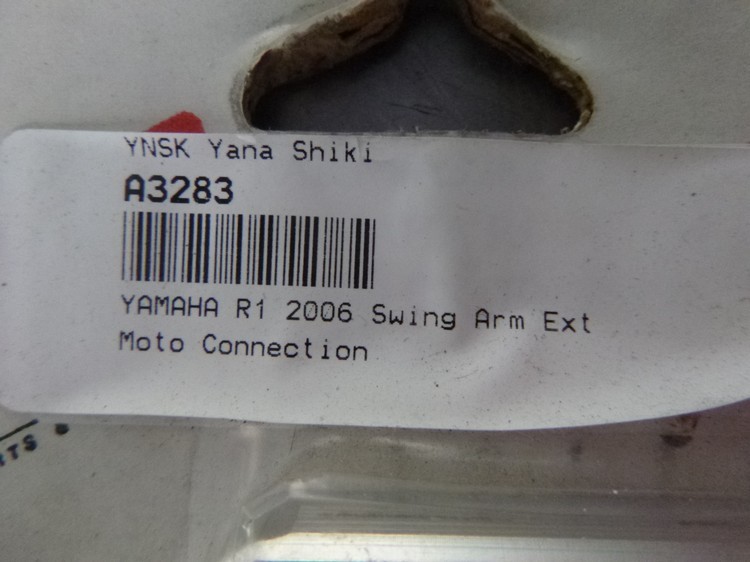 YNSK Yana Shiki
A3283
YAMAHA R1 2006 Swing Arm Ext
Moto Connection